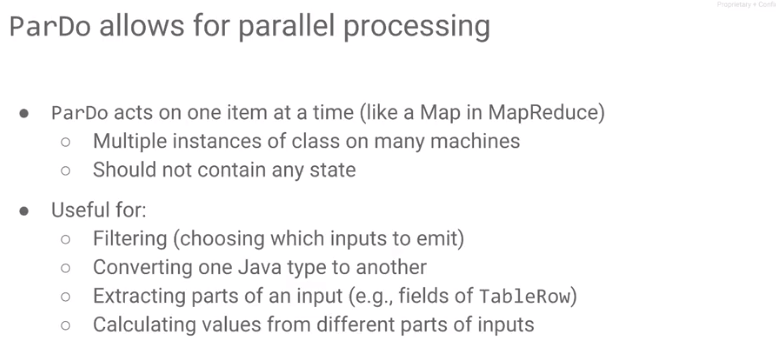 Proprietary + Confi
ParDo allows for parallel processing
● ParDo acts on one item at a time (like a Map in MapReduce)
○ Multiple instances of class on many machines
○ Should not contain any state
● Useful for:
○ Filtering (choosing which inputs to emit)
○ Converting one Java type to another
○ Extracting parts of an input (e.g., fields of TableRow)
○ Calculating values from different parts of inputs